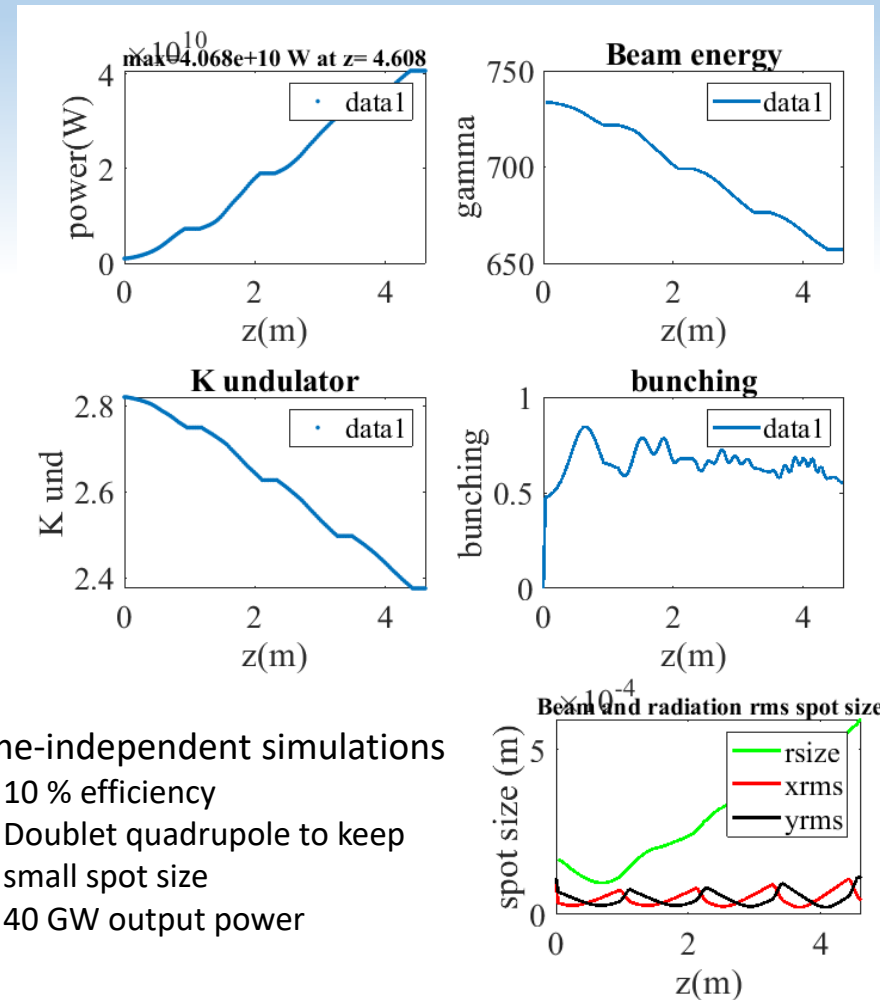 ×10^10
max=4.068e+10 W at z= 4.608
power(W)
4
2
0
data1
0 2 4
z(m)
Beam energy
gamma
750
700
650
data1
0 2 4
z(m)
K undulator
K und
2.8
2.6
2.4
data1
0 2 4
z(m)
bunching
bunching
1
0.5
0
data1
0 2 4
z(m)
ne-independent simulations
10 % efficiency
Doublet quadrupole to keep
small spot size
40 GW output power
×10^-4
Beam and radiation rms spot size
spot size (m)
5
0
rsize
xrms
yrms
0 2 4
z(m)